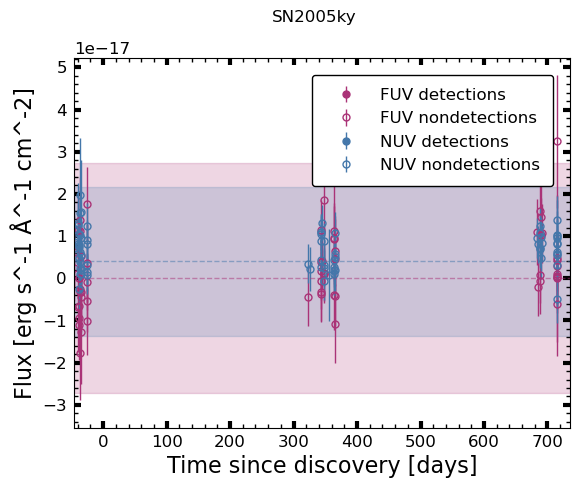 SN2005ky
1e−17
5
4
3
2
1
0
−1
−2
−3
Flux [erg s^-1 Å^-1 cm^-2]
FUV detections
FUV nondetections
NUV detections
NUV nondetections
0 100 200 300 400 500 600 700
Time since discovery [days]